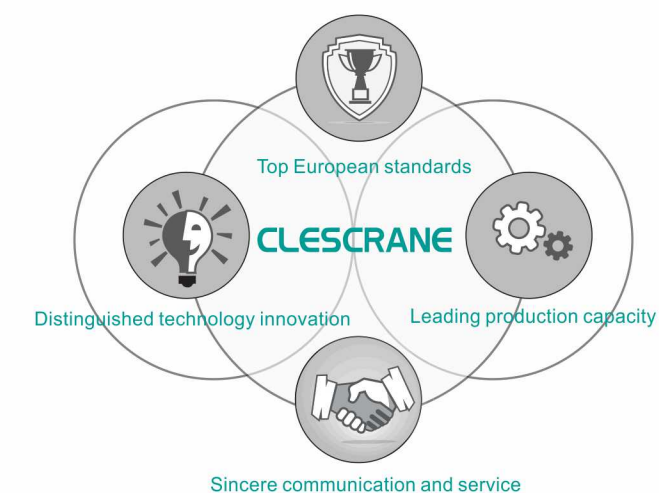 Top European standards
CLESCRANE
Distinguished technology innovation
Leading production capacity
Sincere communication and service